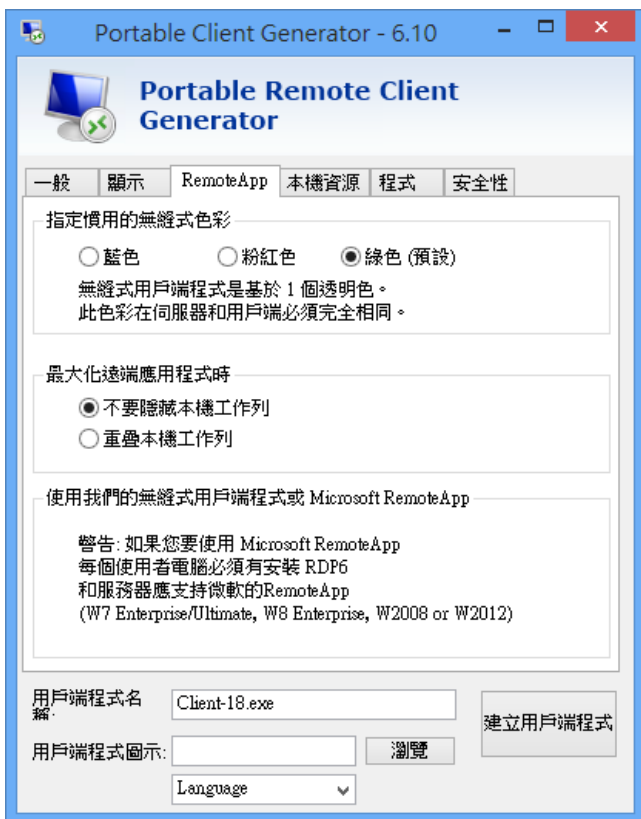 Portable Client Generator - 6.10
Portable Remote Client
Generator
一般 顯示 RemoteApp 本機資源 程式 安全性
指定慣用的無縫式色彩
藍色 粉紅色 綠色 (預設)
無縫式用戶端程式是基於 1 個透明色。
此色彩在伺服器和用戶端必須完全相同。
最大化遠端應用程式時
不要隱藏本機工作列
重疊本機工作列
使用我們的無縫式用戶端程式或 Microsoft RemoteApp
警告: 如果您要使用 Microsoft RemoteApp
每個使用者電腦必須有安裝 RDP6
和服務器應支持微軟的RemoteApp
(W7 Enterprise/Ultimate, W8 Enterprise, W2008 or W2012)
用戶端程式名
稱:
Client-18.exe
建立用戶端程式
用戶端程式圖示:
瀏覽
Language